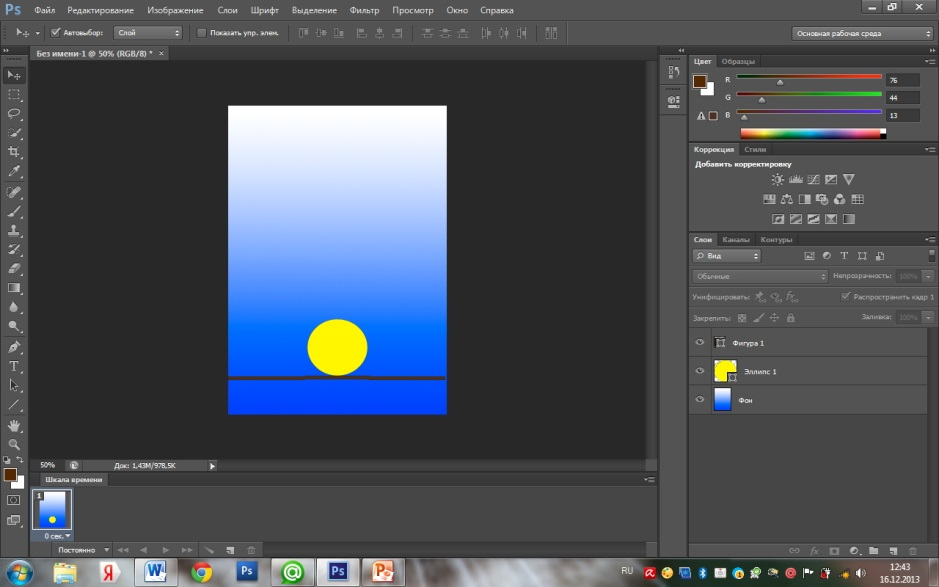 Ps Файл Редактирование Изображение Слои Шрифт Выделение Фильтр Просмотр Окно Справка
Автовыбор: Слой Показать упр. элем. Основная рабочая среда
Без имени-1 @ 50% (RGB/8) * ×
Цвет Образцы
R 76
G 44
B 13
Коррекция Стили
Добавить корректировку
Слои Каналы Контуры
Вид
Обычные Непрозрачность: 100%
Унифицировать: Распространить кадр 1
Закрепить: Заливка: 100%
Фигура 1
Эллипс 1
Фон
50% Док: 1,43M/978,5K
Шкала времени
1
0 сек.
Постоянно
RU 12:43
16.12.2013